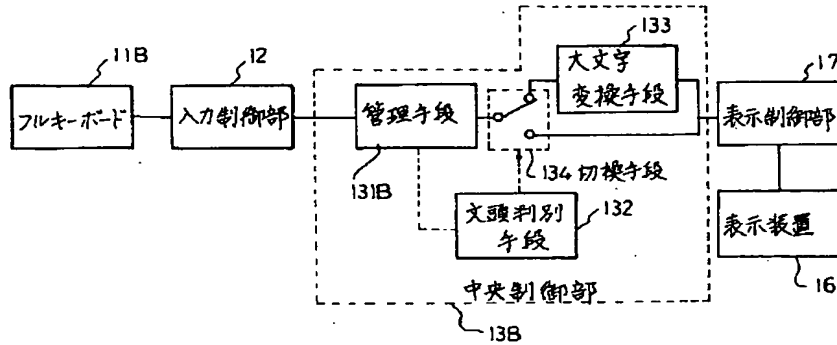 11B
フルキーボード
12
入力制御部
管理手段
131B
133
大文字
変換手段
134 切換手段
文頭判別
手段
132
中央制御部
13B
17
表示制御部
表示装置
16